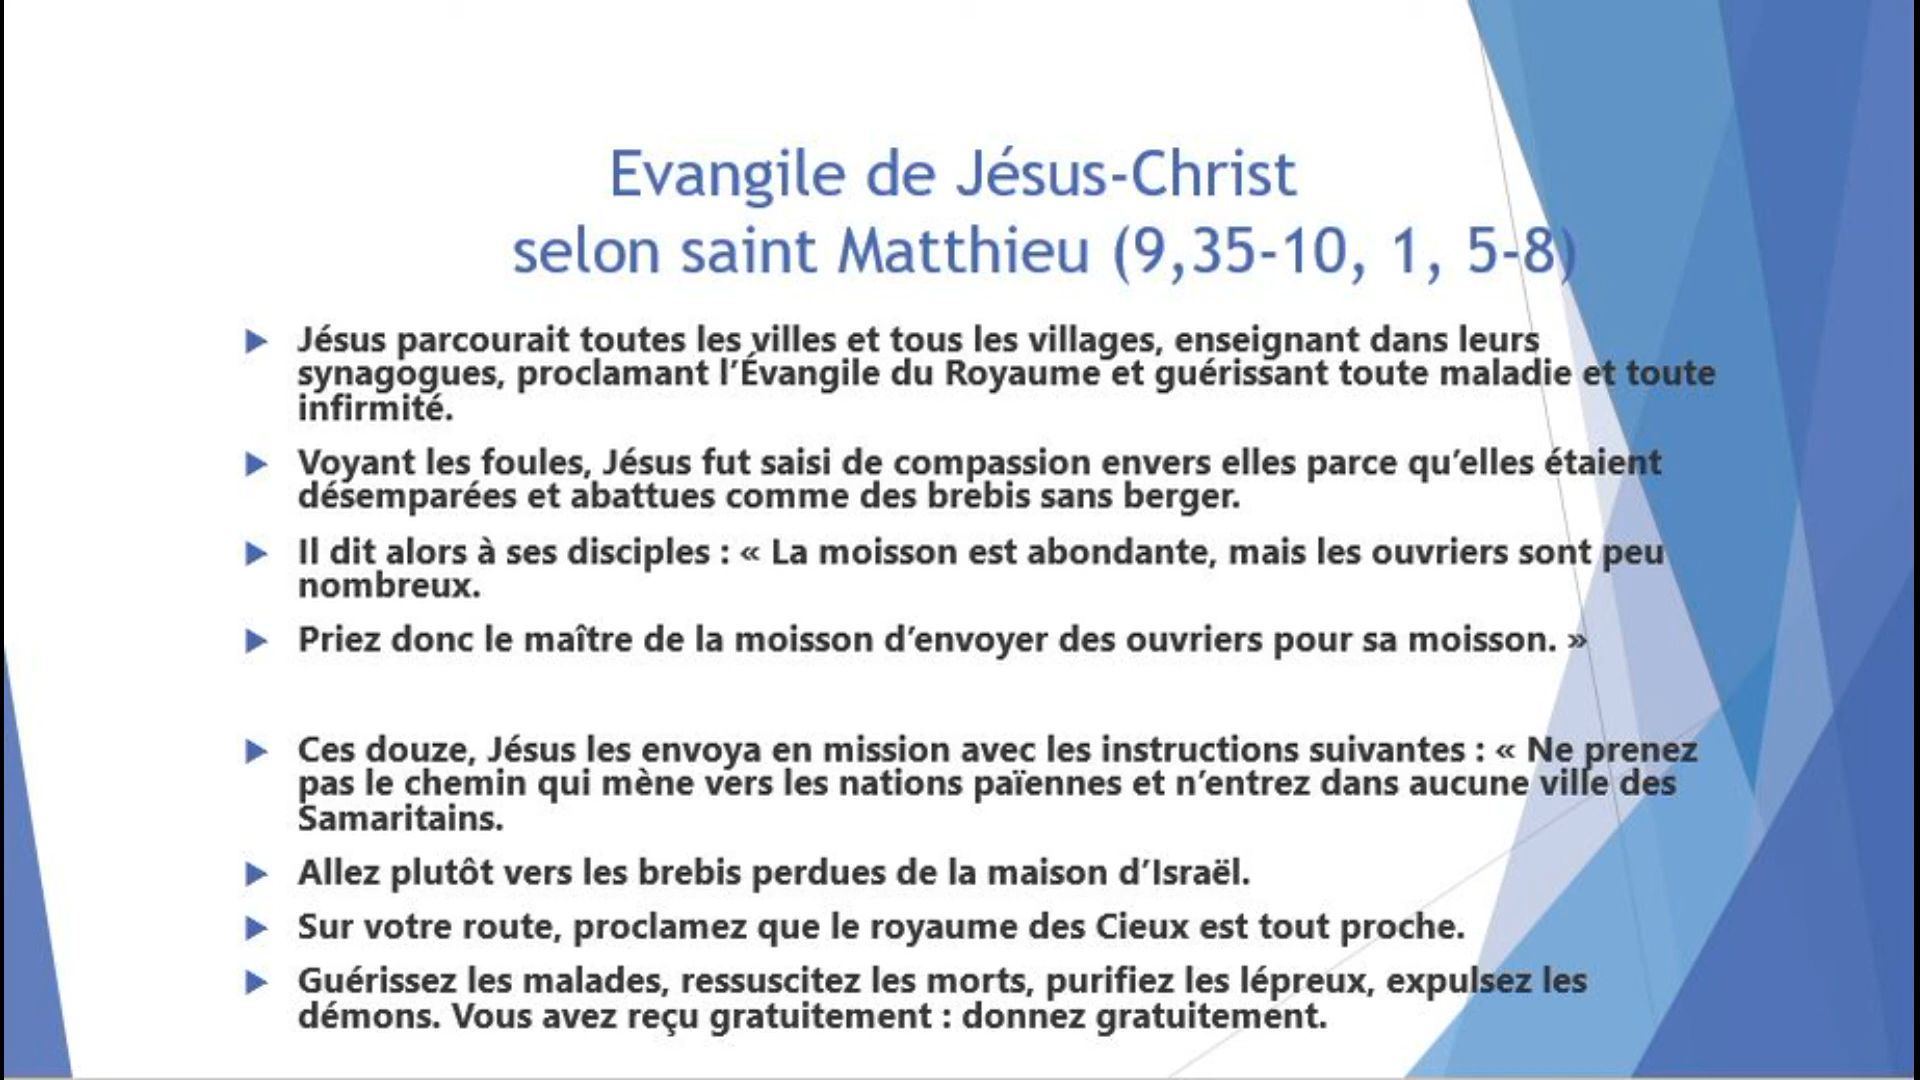 Evangile de Jésus-Christ
selon saint Matthieu (9,35-10, 1, 5-8)
Jésus parcourait toutes les villes et tous les villages, enseignant dans leurs
synagogues, proclamant l’Évangile du Royaume et guérissant toute maladie et toute
infirmité.
Voyant les foules, Jésus fut saisi de compassion envers elles parce qu’elles étaient
désemparées et abattues comme des brebis sans berger.
Il dit alors à ses disciples : « La moisson est abondante, mais les ouvriers sont peu
nombreux.
Priez donc le maître de la moisson d’envoyer des ouvriers pour sa moisson. »
Ces douze, Jésus les envoya en mission avec les instructions suivantes : « Ne prenez
pas le chemin qui mène vers les nations païennes et n’entrez dans aucune ville des
Samaritains.
Allez plutôt vers les brebis perdues de la maison d’Israël.
Sur votre route, proclamez que le royaume des Cieux est tout proche.
Guérissez les malades, ressuscitez les morts, purifiez les lépreux, expulsez les
démons. Vous avez reçu gratuitement : donnez gratuitement.